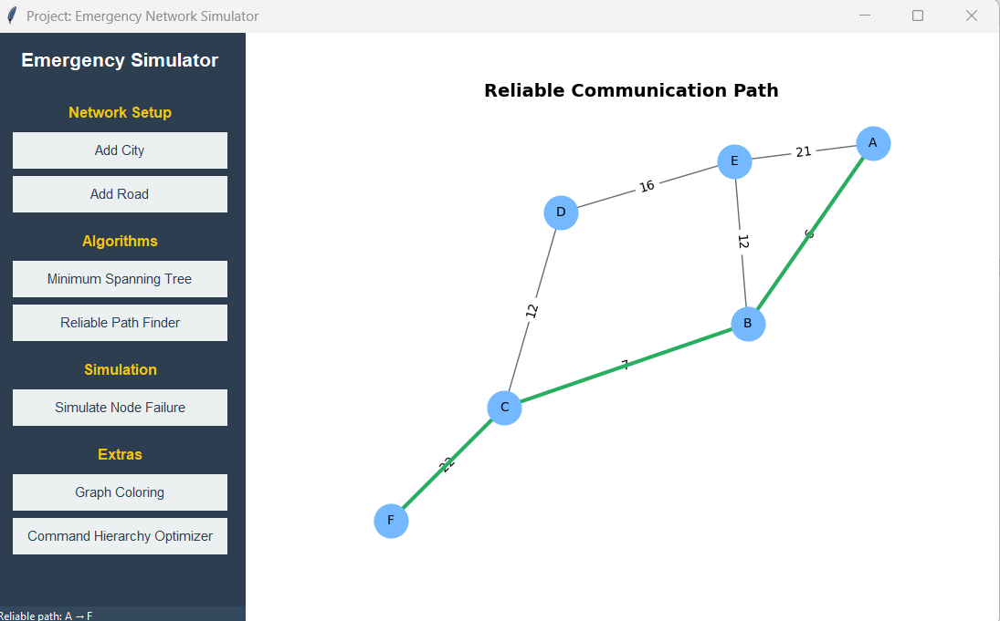 Project: Emergency Network Simulator
Emergency Simulator
Network Setup
Add City
Add Road
Algorithms
Minimum Spanning Tree
Reliable Path Finder
Simulation
Simulate Node Failure
Extras
Graph Coloring
Command Hierarchy Optimizer
Reliable path: A → F
Reliable Communication Path
A
21
E
16
D
12
12
B
7
C
22
F